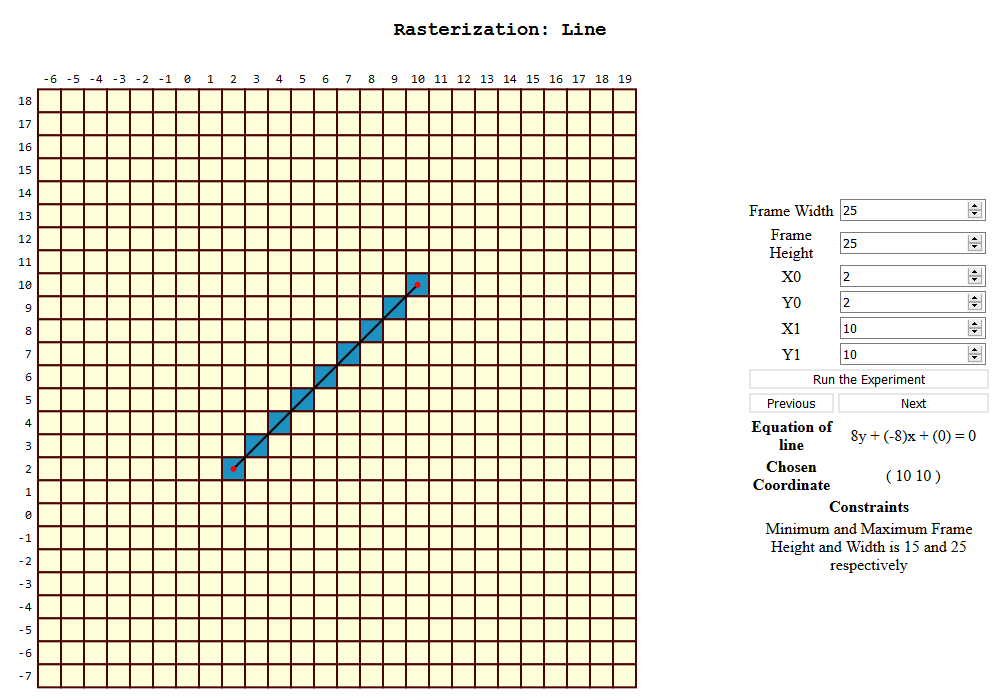 Rasterization: Line
-6 -5 -4 -3 -2 -1 0 1 2 3 4 5 6 7 8 9 10 11 12 13 14 15 16 17 18 19
18
17
16
15
14
13
12
11
10
9
8
7
6
5
4
3
2
1
0
-1
-2
-3
-4
-5
-6
-7
Frame Width 25
Frame
Height 25
X0 2
Y0 2
X1 10
Y1 10
Run the Experiment
Previous Next
Equation of
line 8y + (-8)x + (0) = 0
Chosen
Coordinate ( 10 10 )
Constraints
Minimum and Maximum Frame
Height and Width is 15 and 25
respectively